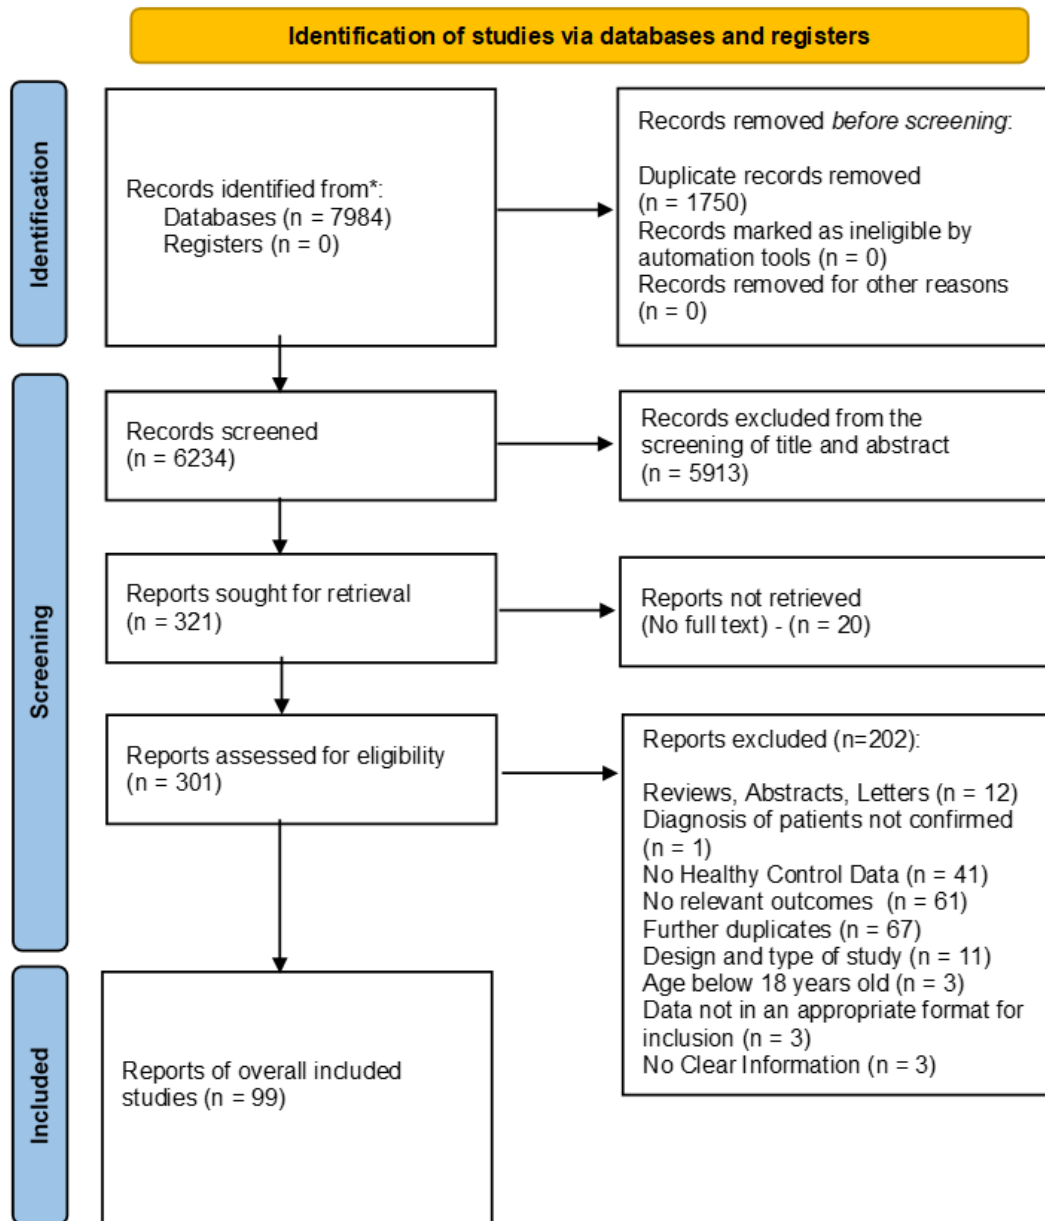 Identification of studies via databases and registers
Identification
Records identified from*:
Databases (n = 7984)
Registers (n = 0)
Records removed before screening:
Duplicate records removed
(n = 1750)
Records marked as ineligible by
automation tools (n = 0)
Records removed for other reasons
(n = 0)
Screening
Records screened
(n = 6234)
Records excluded from the
screening of title and abstract
(n = 5913)
Reports sought for retrieval
(n = 321)
Reports not retrieved
(No full text) - (n = 20)
Reports assessed for eligibility
(n = 301)
Reports excluded (n=202):
Reviews, Abstracts, Letters (n = 12)
Diagnosis of patients not confirmed
(n = 1)
No Healthy Control Data (n = 41)
No relevant outcomes (n = 61)
Further duplicates (n = 67)
Design and type of study (n = 11)
Age below 18 years old (n = 3)
Data not in an appropriate format for
inclusion (n = 3)
No Clear Information (n = 3)
Included
Reports of overall included
studies (n = 99)